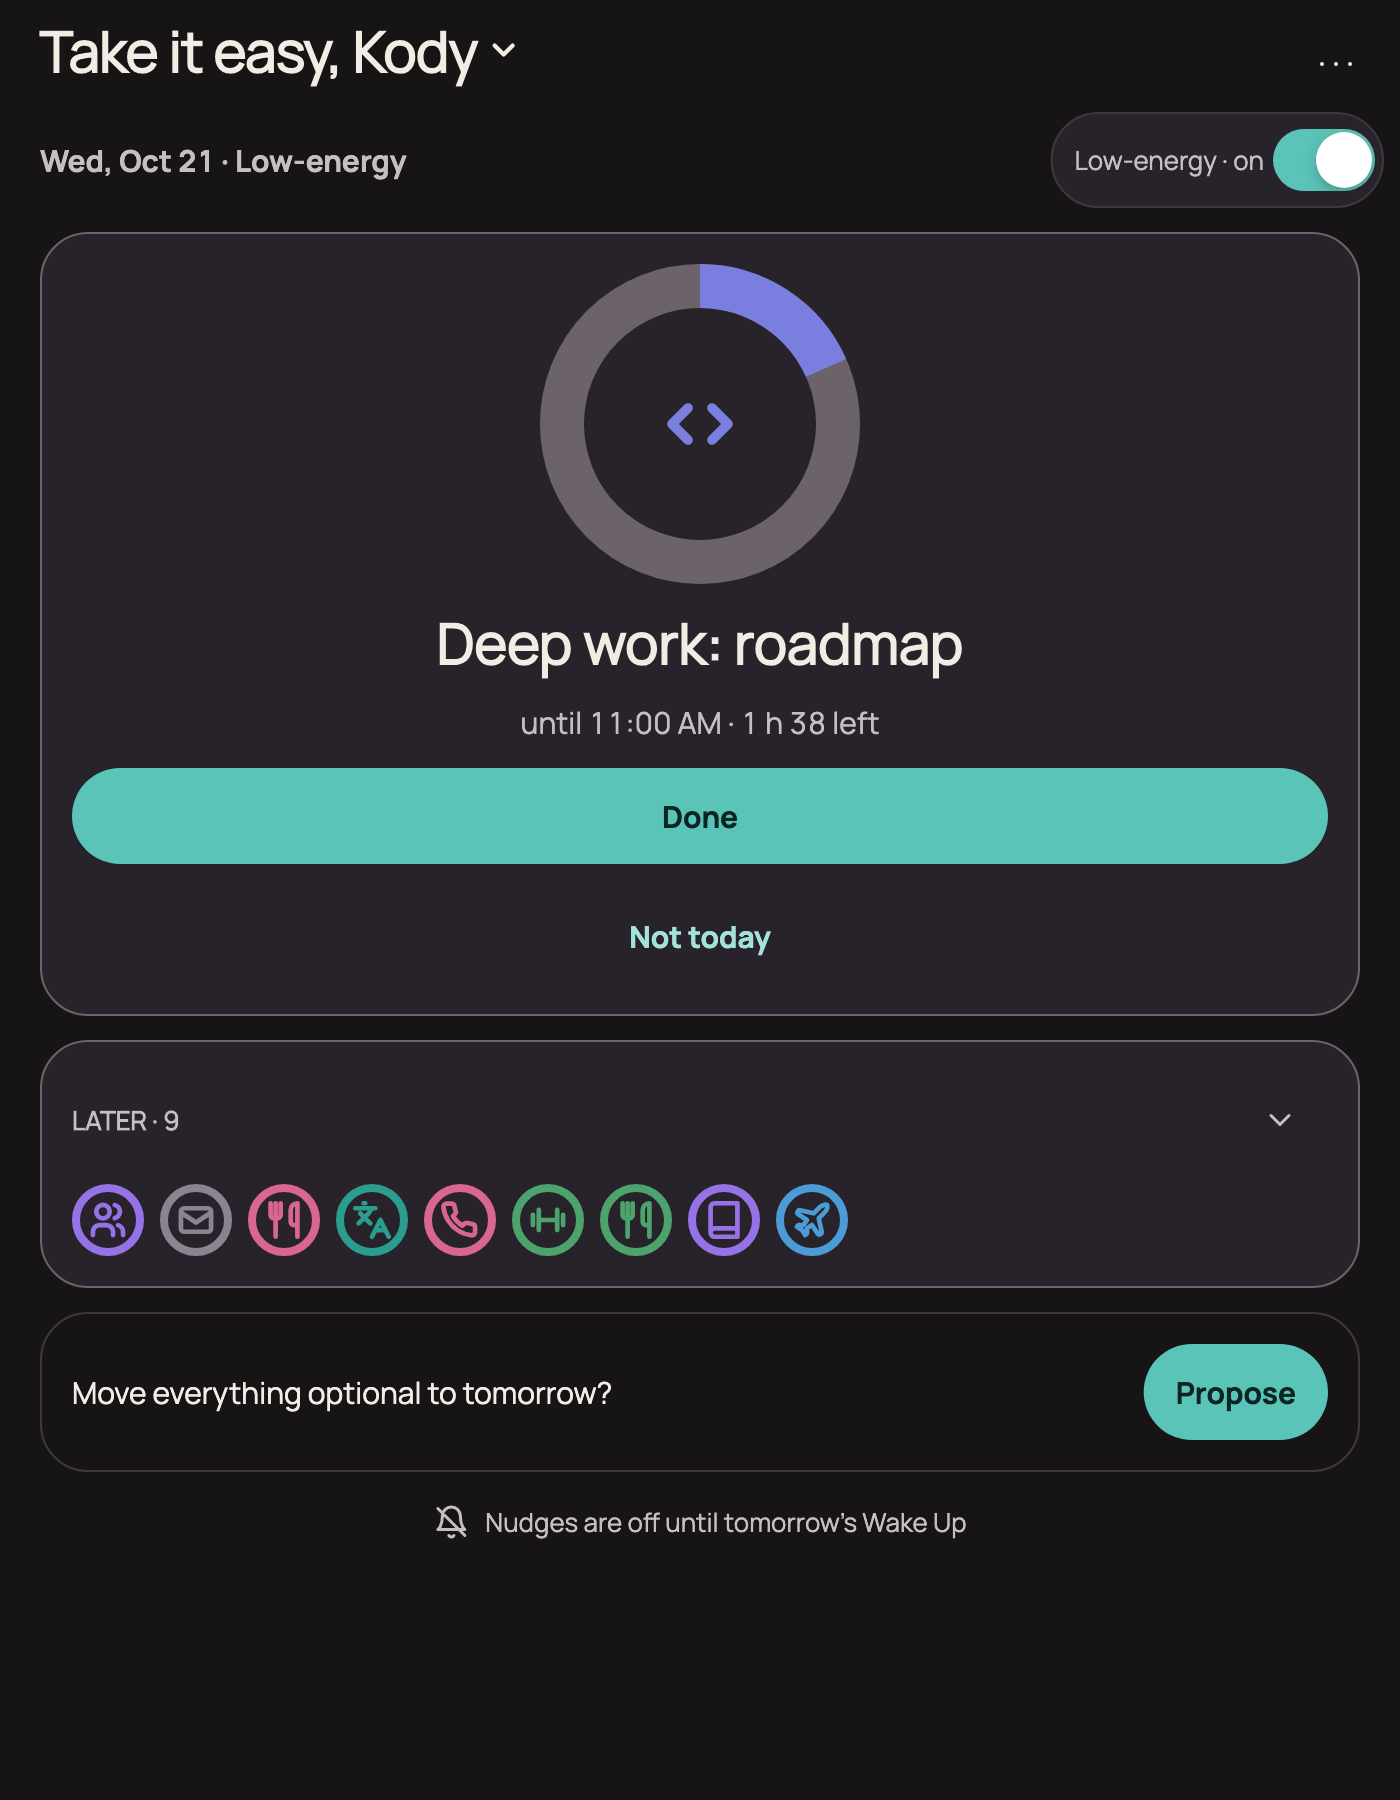 Take it easy, Kody
...
Wed, Oct 21 · Low-energy
Low-energy · on
Deep work: roadmap
until 11:00 AM · 1 h 38 left
Done
Not today
LATER · 9
Move everything optional to tomorrow?
Propose
Nudges are off until tomorrow’s Wake Up